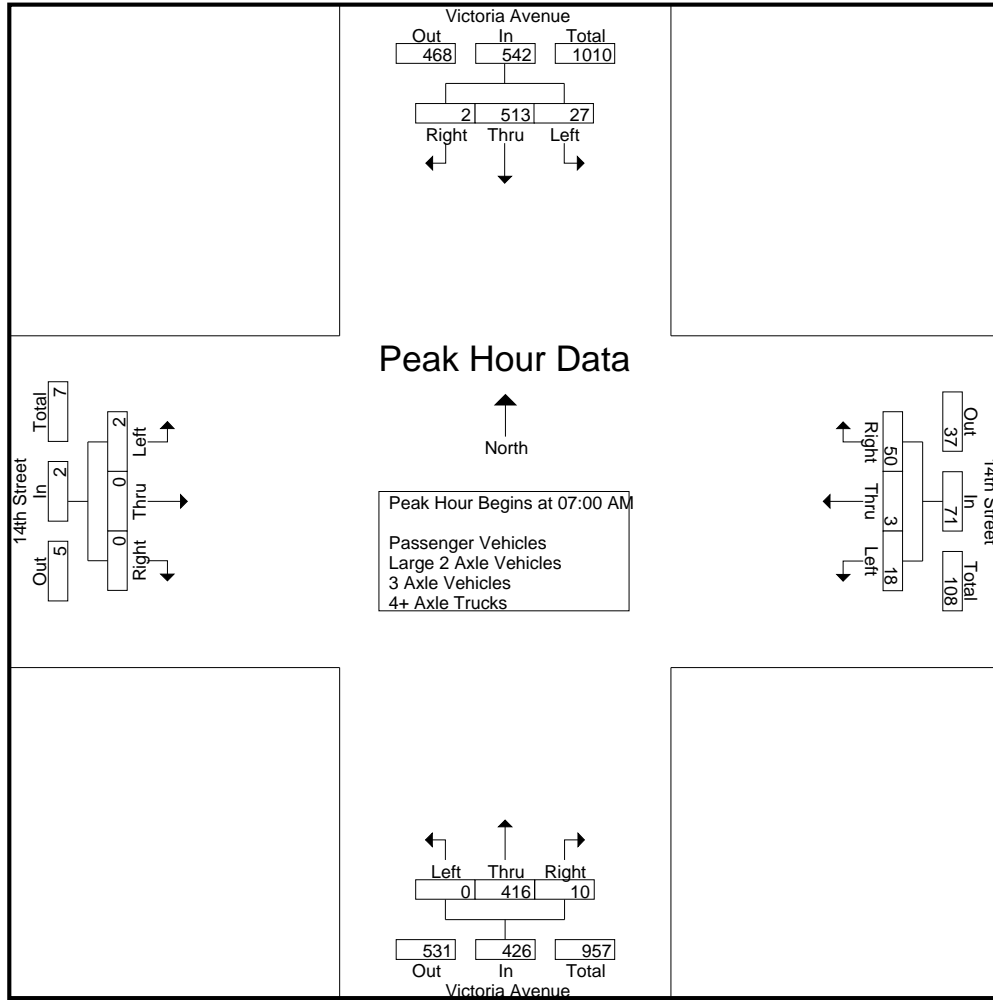 Victoria Avenue
Out In Total
468 542 1010
2 513 27
Right Thru Left
Peak Hour Data
North
14th Street
Total In Out
7 2 5
2 0 0
Left Thru Right
Peak Hour Begins at 07:00 AM
Passenger Vehicles
Large 2 Axle Vehicles
3 Axle Vehicles
4+ Axle Trucks
Right Thru Left
50 3 18
Out In Total
37 71 108
14th Street
Left Thru Right
0 416 10
531 426 957
Out In Total
Victoria Avenue